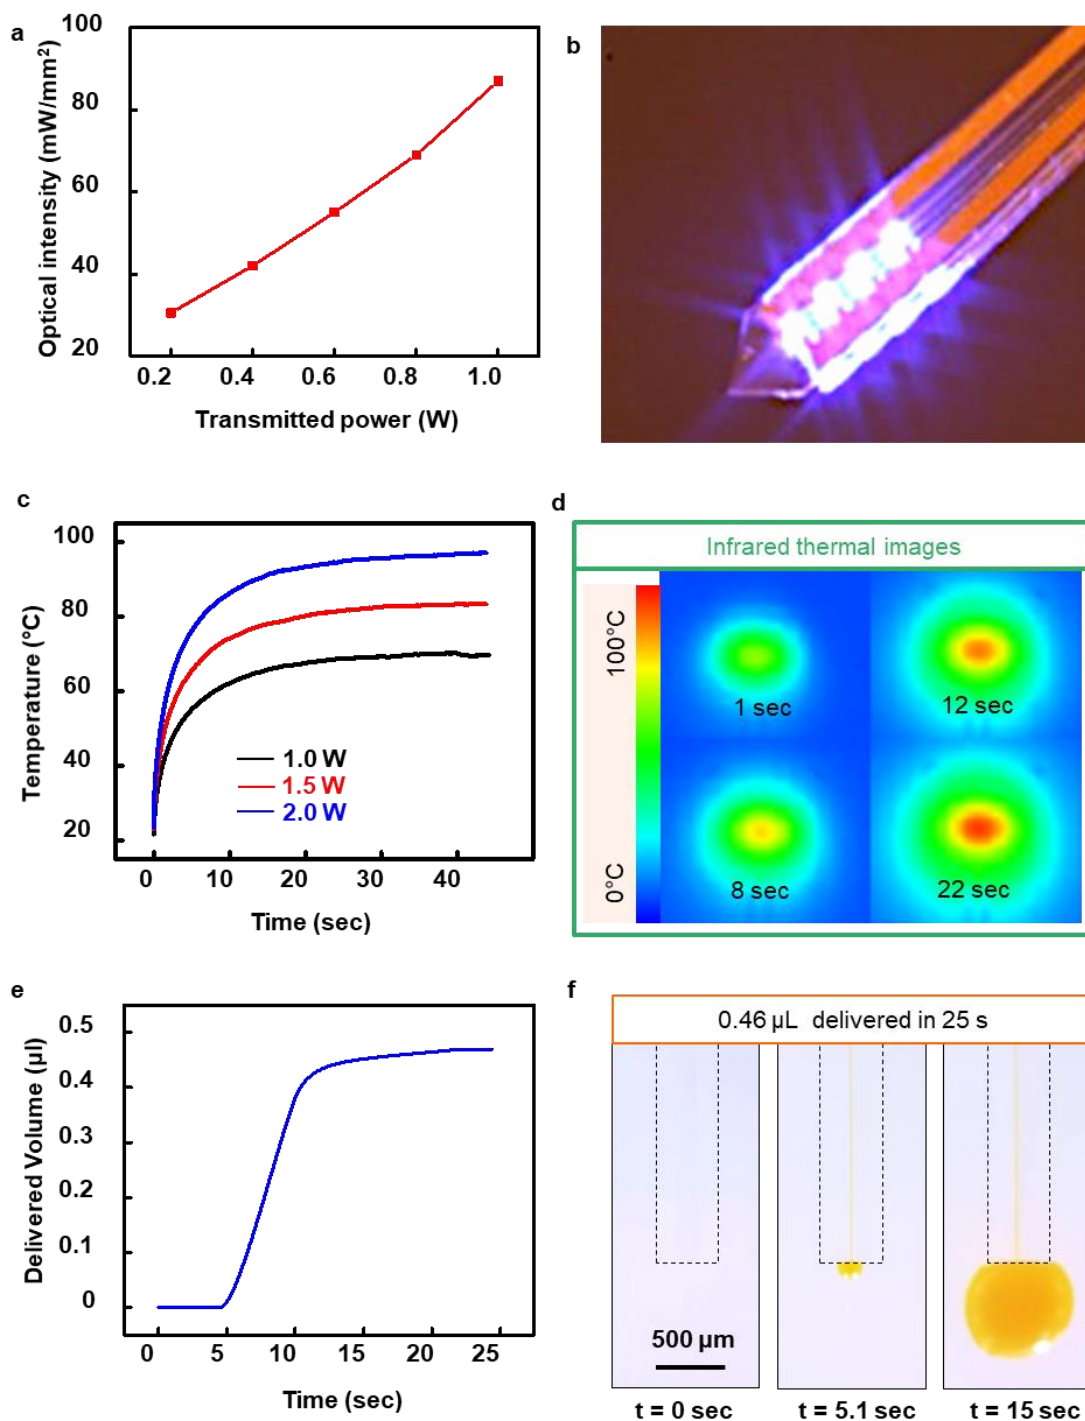 a
100
80
60
40
20
Optical intensity (mW/mm²)
0.2 0.4 0.6 0.8 1.0
Transmitted power (W)
b
c
100
80
60
40
20
Temperature (°C)
1.0 W
1.5 W
2.0 W
0 10 20 30 40
Time (sec)
d
Infrared thermal images
100°C
0°C
1 sec
12 sec
8 sec
22 sec
e
0.5
0.4
0.3
0.2
0.1
0
Delivered Volume (µl)
0 5 10 15 20 25
Time (sec)
f
0.46 µL delivered in 25 s
500 µm
t = 0 sec
t = 5.1 sec
t = 15 sec